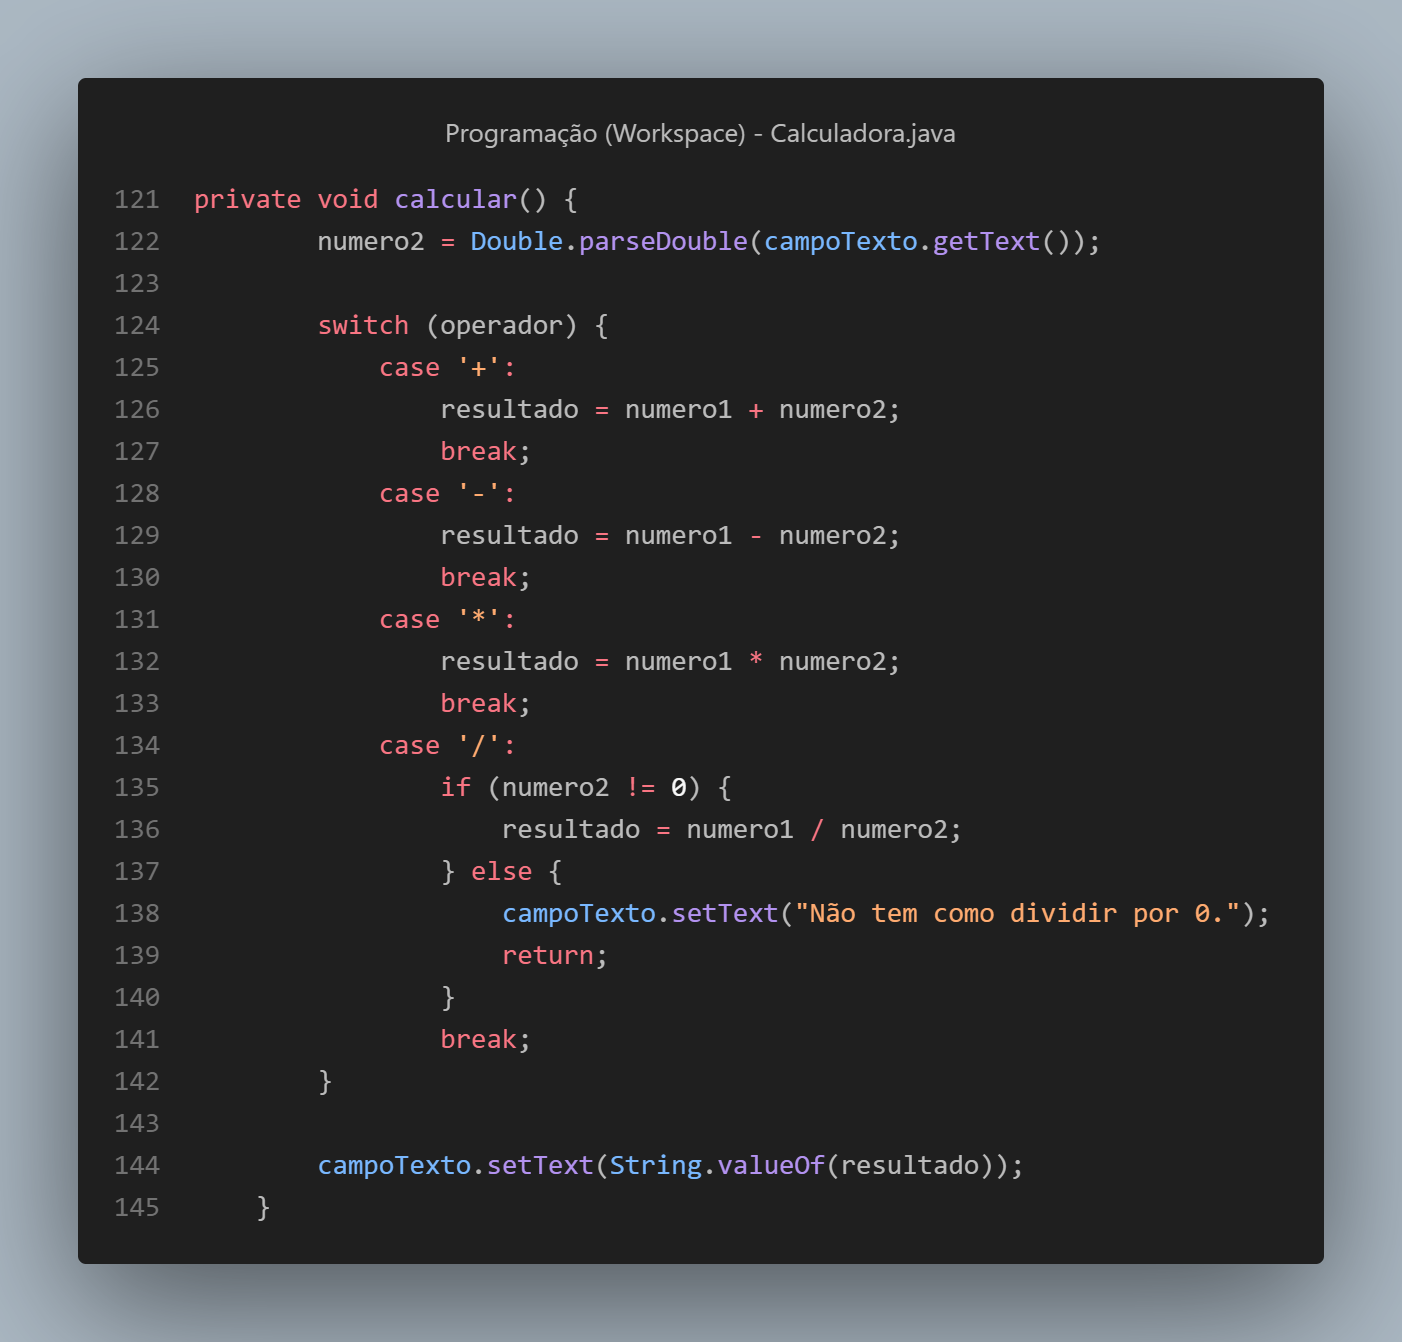 Programação (Workspace) - Calculadora.java
121 private void calcular() {
122         numero2 = Double.parseDouble(campoTexto.getText());
123
124         switch (operador) {
125             case '+':
126                 resultado = numero1 + numero2;
127                 break;
128             case '-':
129                 resultado = numero1 - numero2;
130                 break;
131             case '*':
132                 resultado = numero1 * numero2;
133                 break;
134             case '/':
135                 if (numero2 != 0) {
136                     resultado = numero1 / numero2;
137                 } else {
138                     campoTexto.setText("Não tem como dividir por 0.");
139                     return;
140                 }
141                 break;
142         }
143
144         campoTexto.setText(String.valueOf(resultado));
145     }